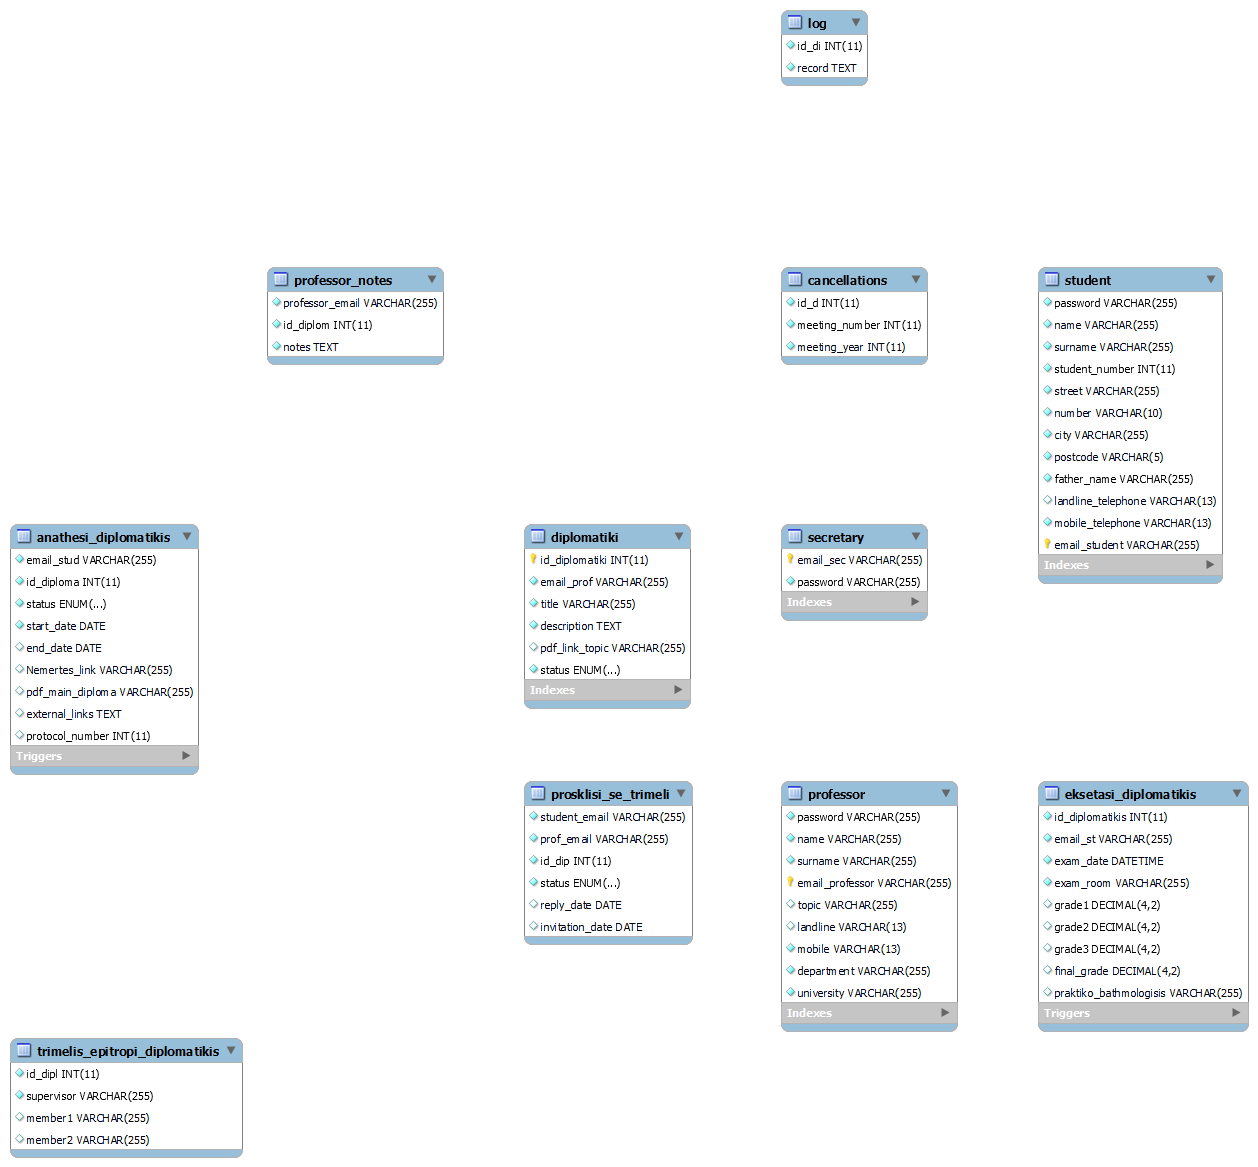 log
id_di INT(11)
record TEXT
professor_notes
professor_email VARCHAR(255)
id_diplom INT(11)
notes TEXT
cancellations
id_d INT(11)
meeting_number INT(11)
meeting_year INT(11)
student
password VARCHAR(255)
name VARCHAR(255)
surname VARCHAR(255)
student_number INT(11)
street VARCHAR(255)
number VARCHAR(10)
city VARCHAR(255)
postcode VARCHAR(5)
father_name VARCHAR(255)
landline_telephone VARCHAR(13)
mobile_telephone VARCHAR(13)
email_student VARCHAR(255)
Indexes
anathesi_diplomatikis
email_stud VARCHAR(255)
id_diploma INT(11)
status ENUM(...)
start_date DATE
end_date DATE
Nemertes_link VARCHAR(255)
pdf_main_diploma VARCHAR(255)
external_links TEXT
protocol_number INT(11)
Triggers
diplomatiki
id_diplomatiki INT(11)
email_prof VARCHAR(255)
title VARCHAR(255)
description TEXT
pdf_link_topic VARCHAR(255)
status ENUM(...)
Indexes
secretary
email_sec VARCHAR(255)
password VARCHAR(255)
Indexes
prosklisi_se_trimeli
student_email VARCHAR(255)
prof_email VARCHAR(255)
id_dip INT(11)
status ENUM(...)
reply_date DATE
invitation_date DATE
professor
password VARCHAR(255)
name VARCHAR(255)
surname VARCHAR(255)
email_professor VARCHAR(255)
topic VARCHAR(255)
landline VARCHAR(13)
mobile VARCHAR(13)
department VARCHAR(255)
university VARCHAR(255)
Indexes
eksetasi_diplomatikis
id_diplomatikis INT(11)
email_st VARCHAR(255)
exam_date DATETIME
exam_room VARCHAR(255)
grade1 DECIMAL(4,2)
grade2 DECIMAL(4,2)
grade3 DECIMAL(4,2)
final_grade DECIMAL(4,2)
praktiko_bathmologisis VARCHAR(255)
Triggers
trimelis_epitropi_diplomatikis
id_dipl INT(11)
supervisor VARCHAR(255)
member1 VARCHAR(255)
member2 VARCHAR(255)